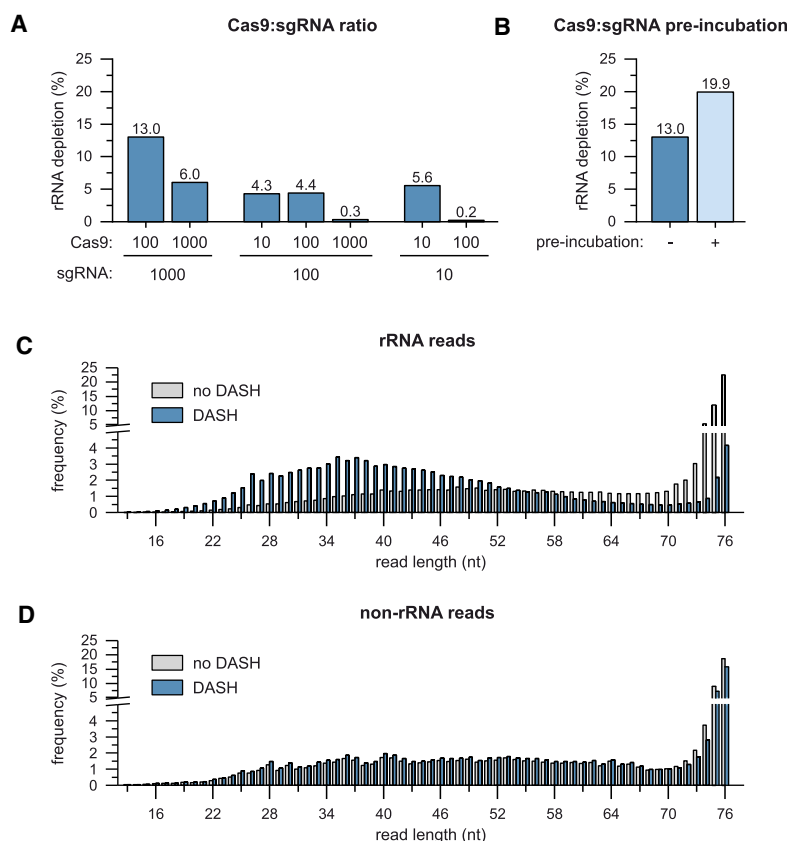 A
Cas9:sgRNA ratio
rRNA depletion (%)
25
20
15
10
5
0
13.0
6.0
4.3
4.4
0.3
5.6
0.2
Cas9: 100 1000 10 100 1000 10 100
sgRNA: 1000 100 10
B
Cas9:sgRNA pre-incubation
rRNA depletion (%)
25
20
15
10
5
0
13.0
19.9
pre-incubation: - +
C
rRNA reads
frequency (%)
25
20
15
10
5
4
3
2
1
0
no DASH
DASH
16 22 28 34 40 46 52 58 64 70 76
read length (nt)
D
non-rRNA reads
frequency (%)
25
20
15
10
5
4
3
2
1
0
no DASH
DASH
16 22 28 34 40 46 52 58 64 70 76
read length (nt)